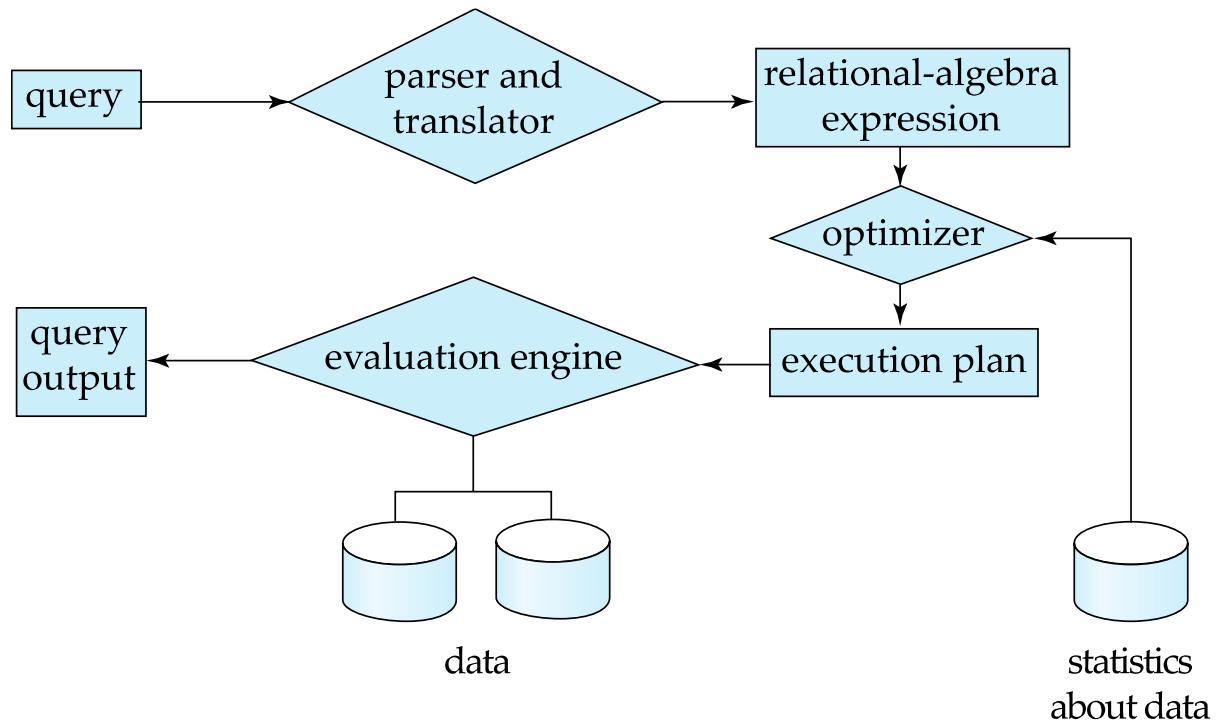 query
parser and
translator
relational-algebra
expression
optimizer
query
output
evaluation engine
execution plan
data
statistics
about data